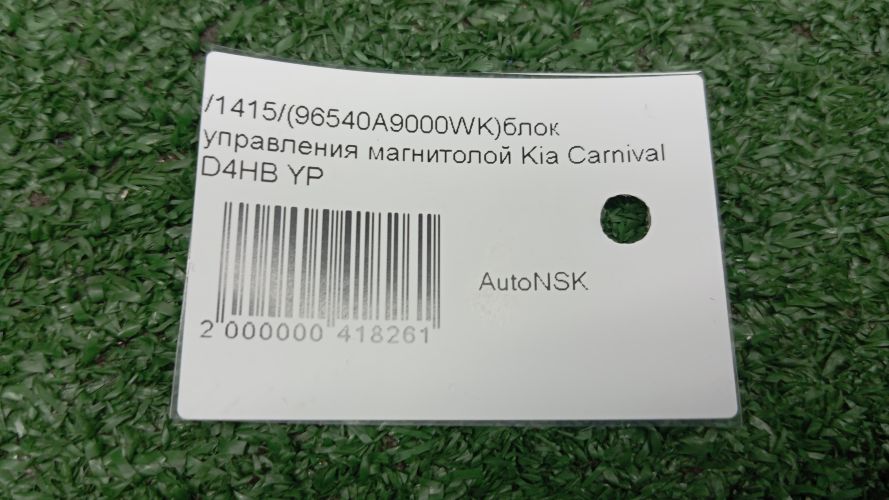 /1415/(96540A9000WK)блок
управления магнитолой Kia Carnival
D4HB YP
AutoNSK
2 000000 418261